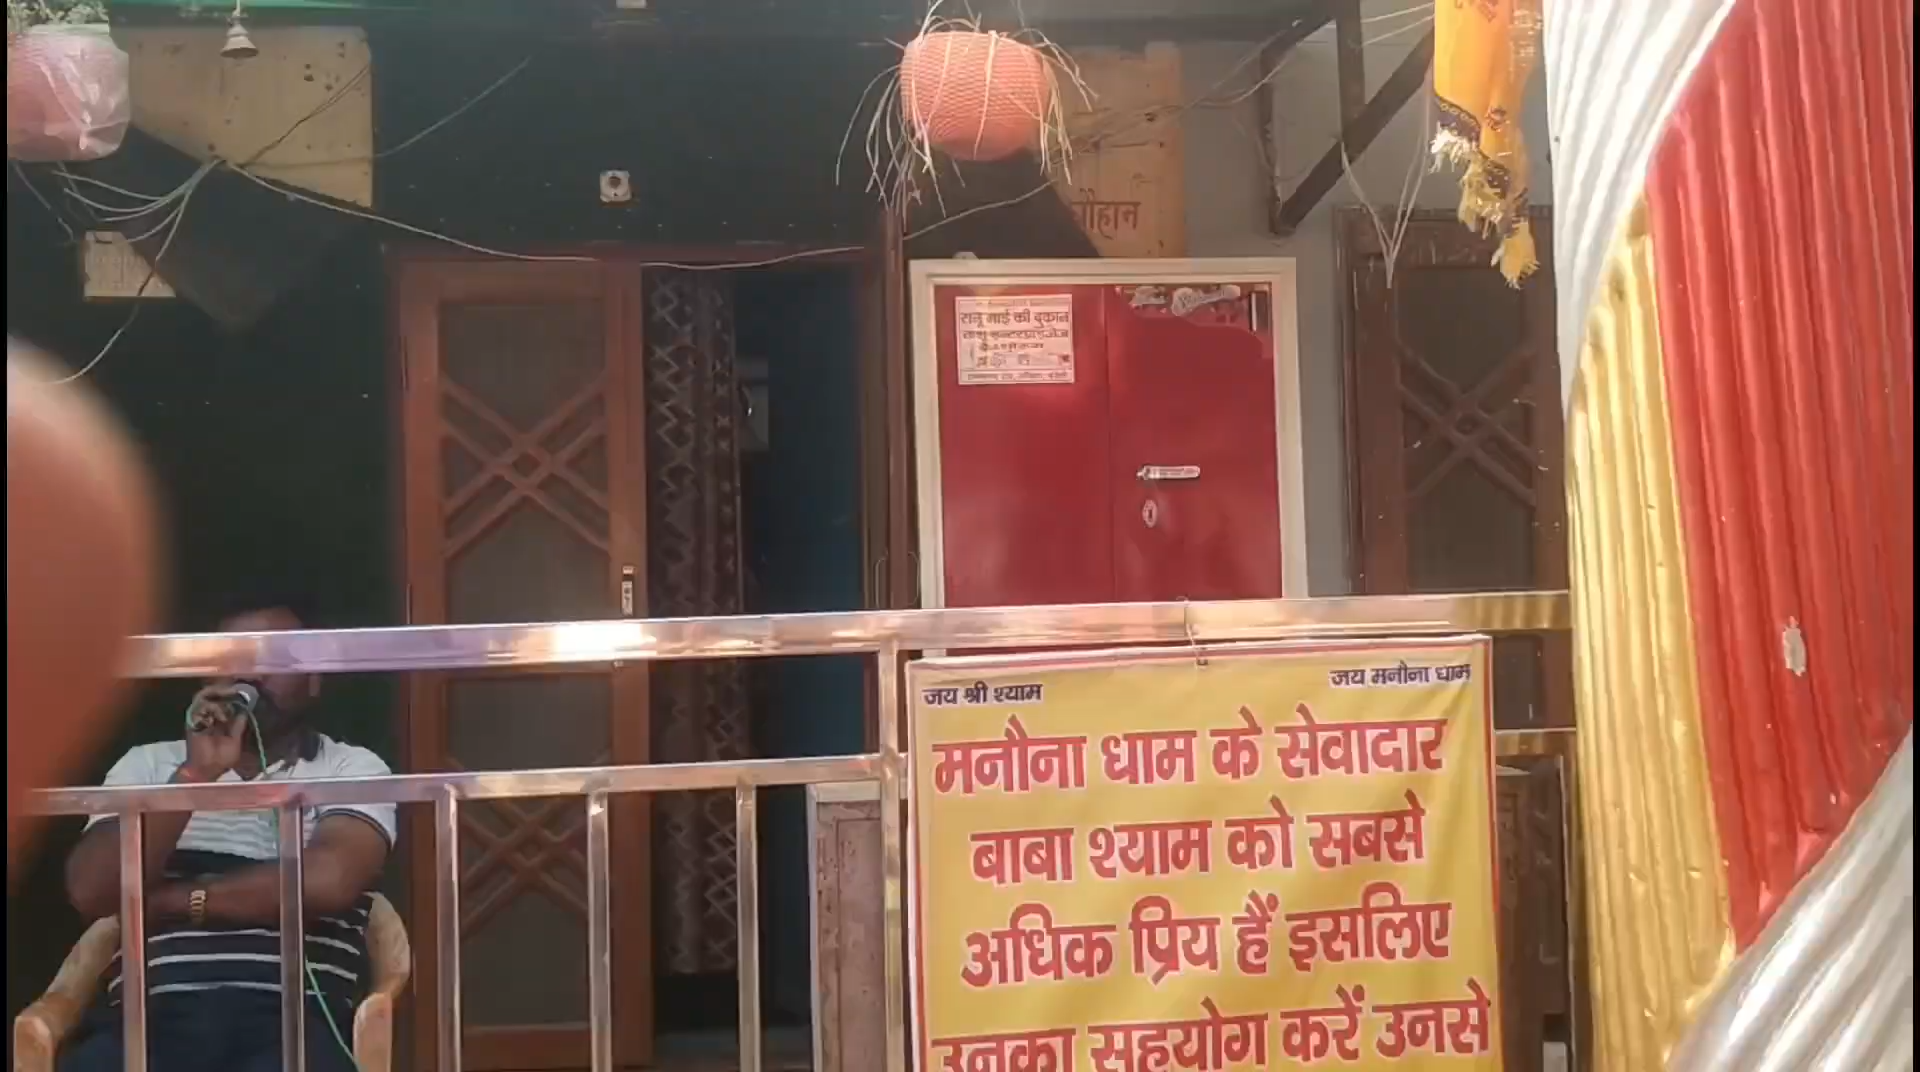 चौहान
रानू भाई की दुकान
जय श्री श्याम
जय मनौना धाम
मनौना धाम के सेवादार
बाबा श्याम को सबसे
अधिक प्रिय हैं इसलिए
उनका सहयोग करें उनसे